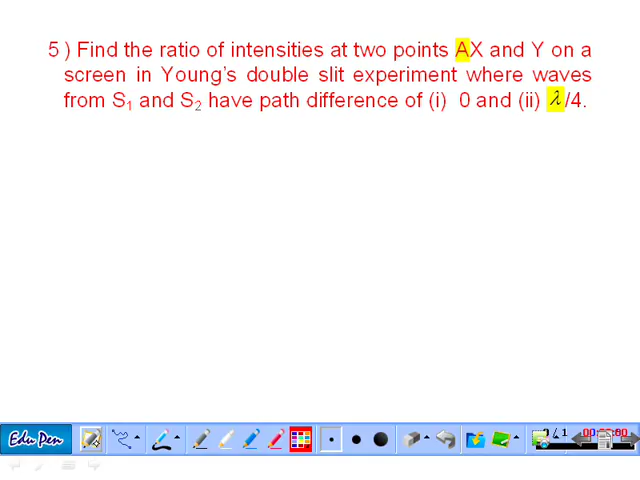 5 ) Find the ratio of intensities at two points AX and Y on a
screen in Young's double slit experiment where waves
from S₁ and S₂ have path difference of (i) 0 and (ii) λ/4.
Edu Pen